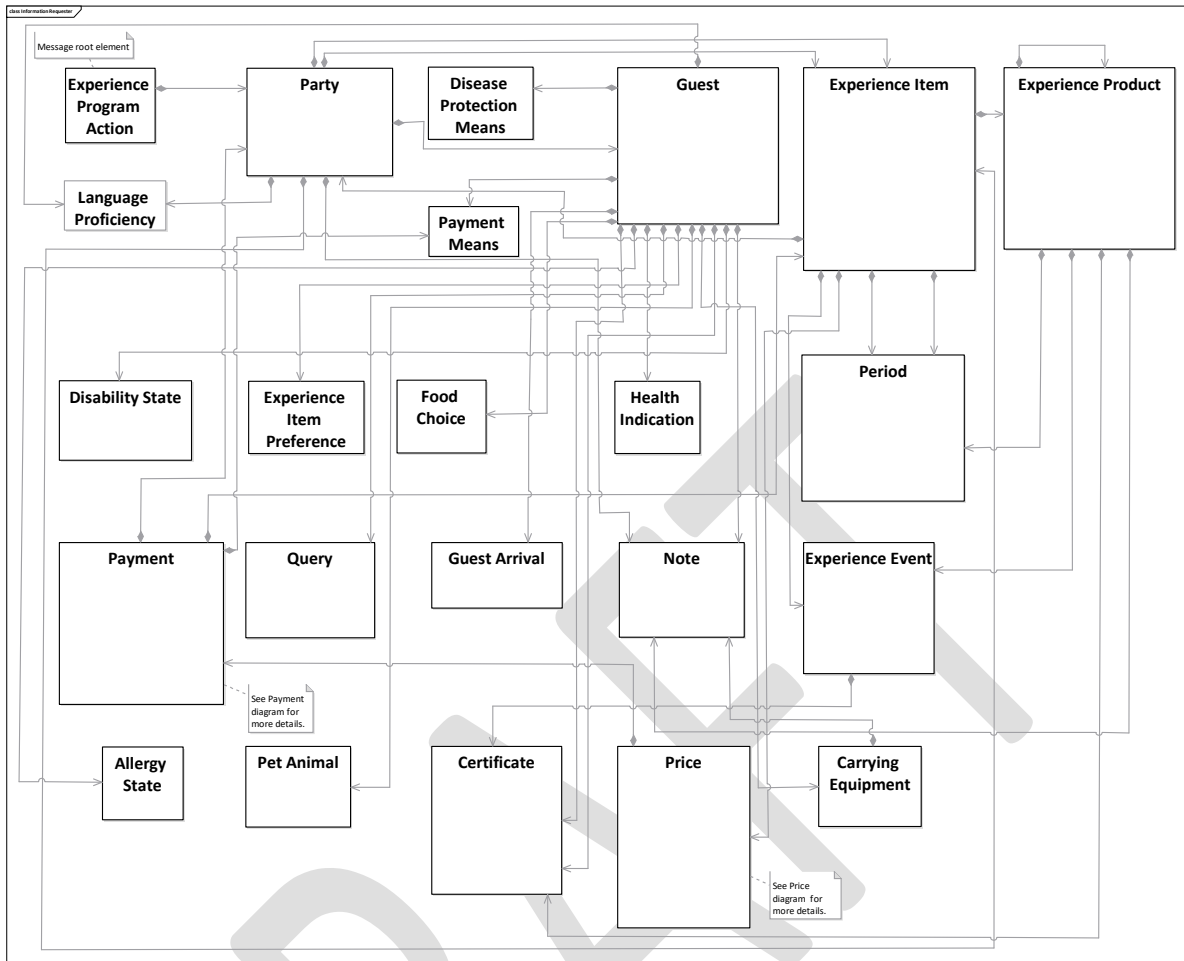 class Information Requester
Message root element
Experience
Program
Action
Party
Disease
Protection
Means
Guest
Experience Item
Experience Product
Language
Proficiency
Payment
Means
Disability State
Experience
Item
Preference
Food
Choice
Health
Indication
Period
Payment
Query
Guest Arrival
Note
Experience Event
See Payment
diagram for
more details.
Allergy
State
Pet Animal
Certificate
Price
Carrying
Equipment
See Price
diagram for
more details.
DRAFT